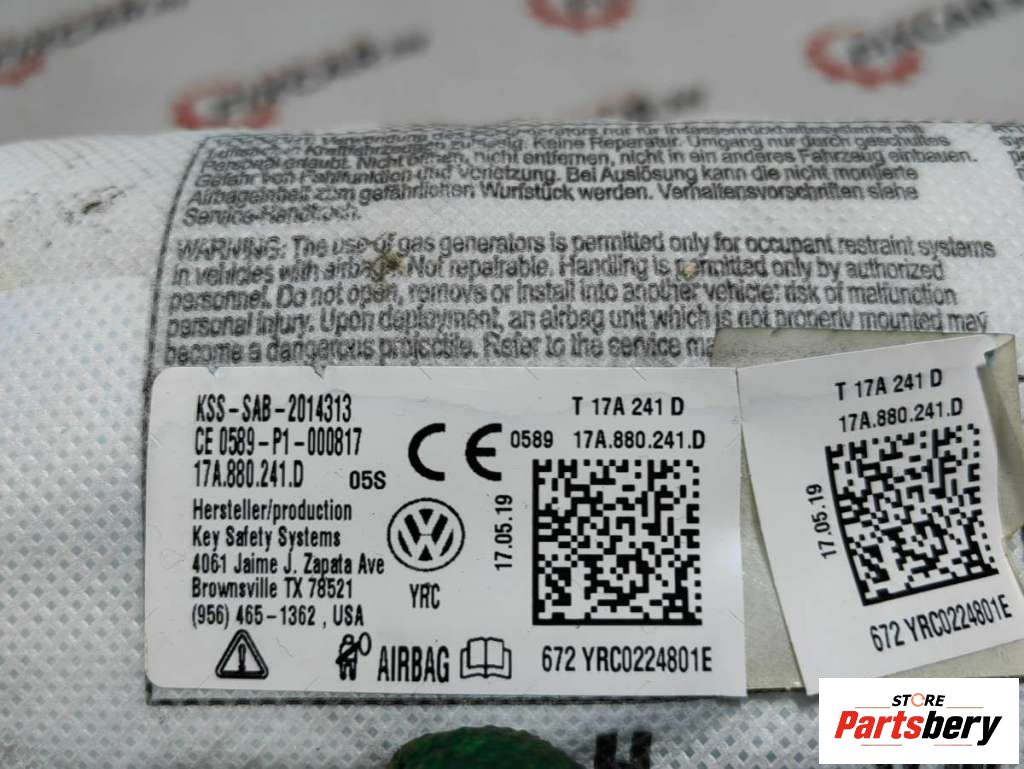 Luftsack in Kraftfahrzeugen zulässig. Keine Reparatur. Umgang nur durch geschultes
Personal erlaubt. Nicht öffnen, nicht entfernen, nicht in ein anderes Fahrzeug einbauen.
Gefahr von Fehlfunktion und Verletzung. Bei Auslösung kann die nicht montierte
Airbageinheit zum gefährlichen Wurfstück werden. Verhaltensvorschriften siehe
Service-Handbuch.
WARNING: The use of gas generators is permitted only for occupant restraint systems
in vehicles with airbag. Not repairable. Handling is permitted only by authorized
personnel. Do not open, remove or install into another vehicle: risk of malfunction
personal injury. Upon deployment, an airbag unit which is not properly mounted may
become a dangerous projectile. Refer to the service ma
KSS-SAB-2014313
CE 0589-P1-000817
17A.880.241.D 05S
Hersteller/production
Key Safety Systems
4061 Jaime J. Zapata Ave
Brownsville TX 78521
(956) 465-1362 , USA
AIRBAG
CE 0589
VW
YRC
T 17A 241 D
17A.880.241.D
17.05.19
672 YRC0224801E
T 17A 241 D
17A.880.241.D
17.05.19
672 YRC0224801E
STORE
Partsbery